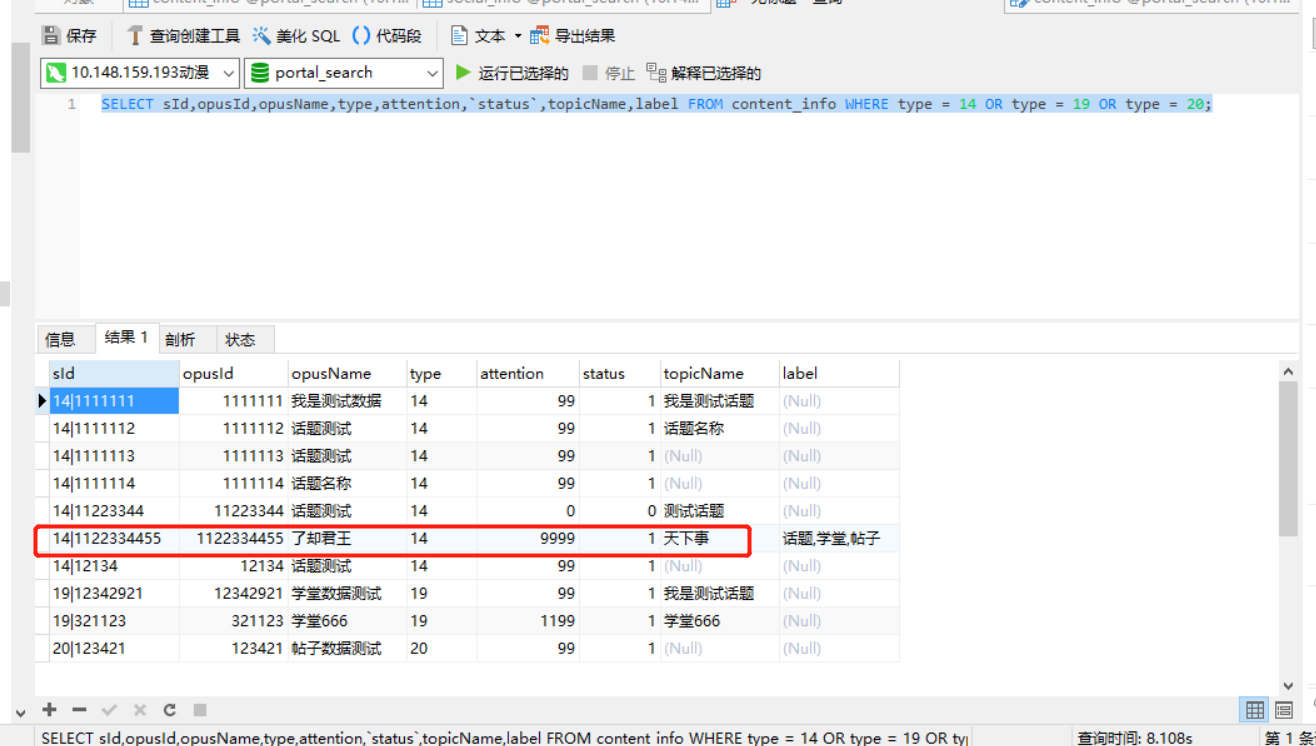 保存 查询创建工具 美化 SQL () 代码段 文本 导出结果
10.148.159.193动漫 portal_search 运行已选择的 停止 解释已选择的
1 SELECT sId,opusId,opusName,type,attention,`status`,topicName,label FROM content_info WHERE type = 14 OR type = 19 OR type = 20;
信息 结果 1 剖析 状态
sId opusId opusName type attention status topicName label
14|1111111 1111111 我是测试数据 14 99 1 我是测试话题 (Null)
14|1111112 1111112 话题测试 14 99 1 话题名称 (Null)
14|1111113 1111113 话题测试 14 99 1 (Null) (Null)
14|1111114 1111114 话题名称 14 99 1 (Null) (Null)
14|11223344 11223344 话题测试 14 0 0 测试话题 (Null)
14|1122334455 1122334455 了却君王 14 9999 1 天下事 话题,学堂,帖子
14|12134 12134 话题测试 14 99 1 (Null) (Null)
19|12342921 12342921 学堂数据测试 19 99 1 我是测试话题 (Null)
19|321123 321123 学堂666 19 1199 1 学堂666 (Null)
20|123421 123421 帖子数据测试 20 99 1 (Null) (Null)
SELECT sId,opusId,opusName,type,attention,`status`,topicName,label FROM content_info WHERE type = 14 OR type = 19 OR ty 查询时间: 8.108s 第 1 条